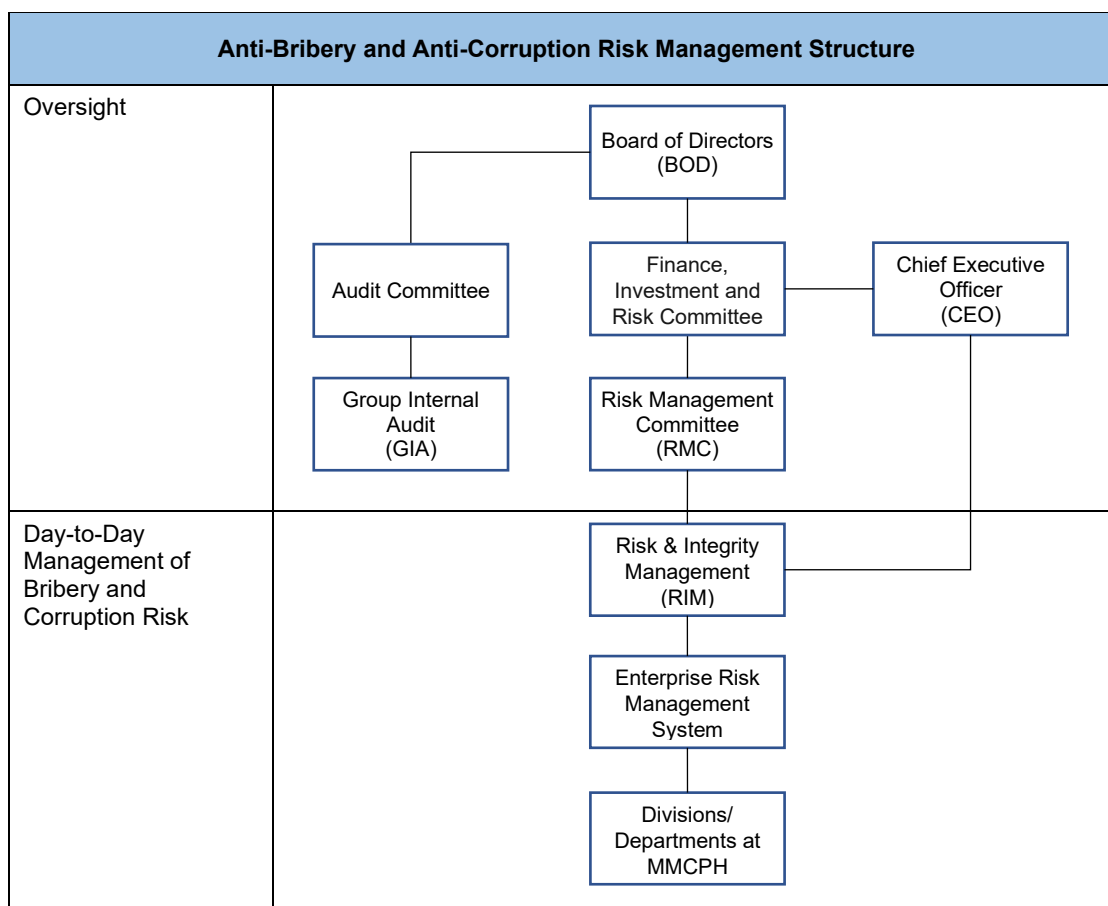 Anti-Bribery and Anti-Corruption Risk Management Structure
Oversight
Board of Directors
(BOD)
Audit Committee
Finance,
Investment and
Risk Committee
Chief Executive
Officer
(CEO)
Group Internal
Audit
(GIA)
Risk Management
Committee
(RMC)
Day-to-Day
Management of
Bribery and
Corruption Risk
Risk & Integrity
Management
(RIM)
Enterprise Risk
Management
System
Divisions/
Departments at
MMCPH